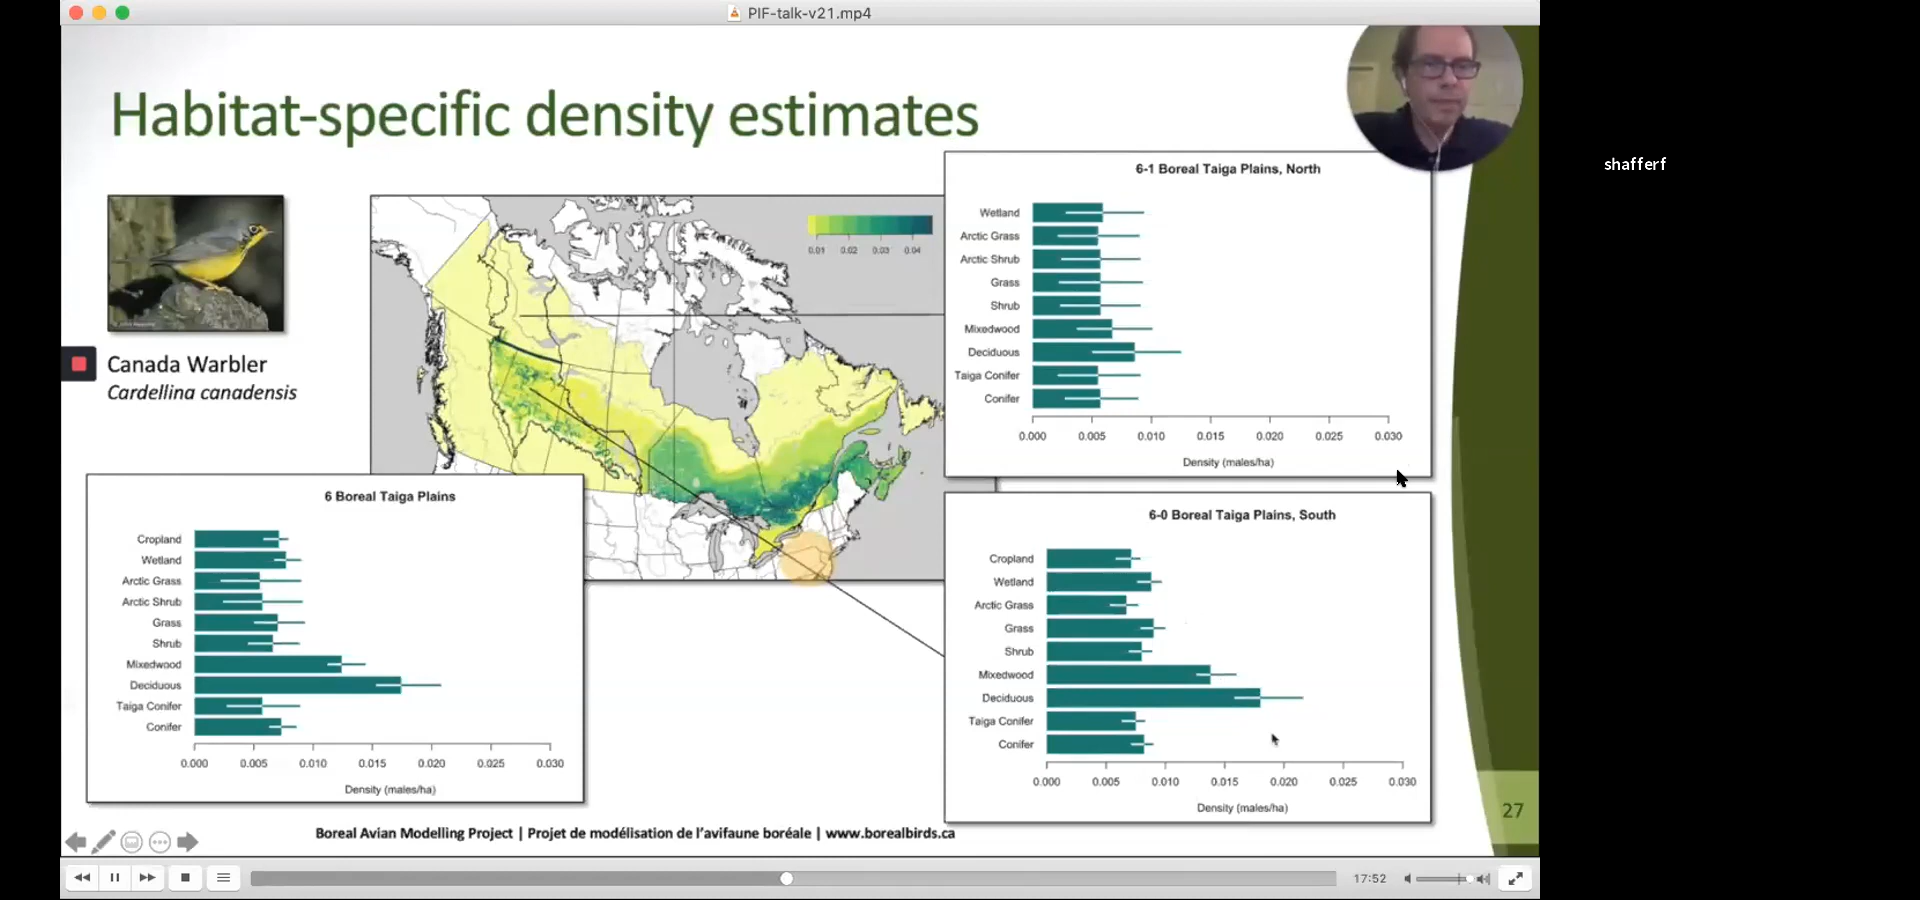 PIF-talk-v21.mp4
Habitat-specific density estimates
shafferf
Canada Warbler
Cardellina canadensis
0.01 0.02 0.03 0.04
6-1 Boreal Taiga Plains, North
Wetland
Arctic Grass
Arctic Shrub
Grass
Shrub
Mixedwood
Deciduous
Taiga Conifer
Conifer
0.000 0.005 0.010 0.015 0.020 0.025 0.030
Density (males/ha)
6 Boreal Taiga Plains
Cropland
Wetland
Arctic Grass
Arctic Shrub
Grass
Shrub
Mixedwood
Deciduous
Taiga Conifer
Conifer
0.000 0.005 0.010 0.015 0.020 0.025 0.030
Density (males/ha)
6-0 Boreal Taiga Plains, South
Cropland
Wetland
Arctic Grass
Grass
Shrub
Mixedwood
Deciduous
Taiga Conifer
Conifer
0.000 0.005 0.010 0.015 0.020 0.025 0.030
Density (males/ha)
27
Boreal Avian Modelling Project | Projet de modélisation de l'avifaune boréale | www.borealbirds.ca
17:52